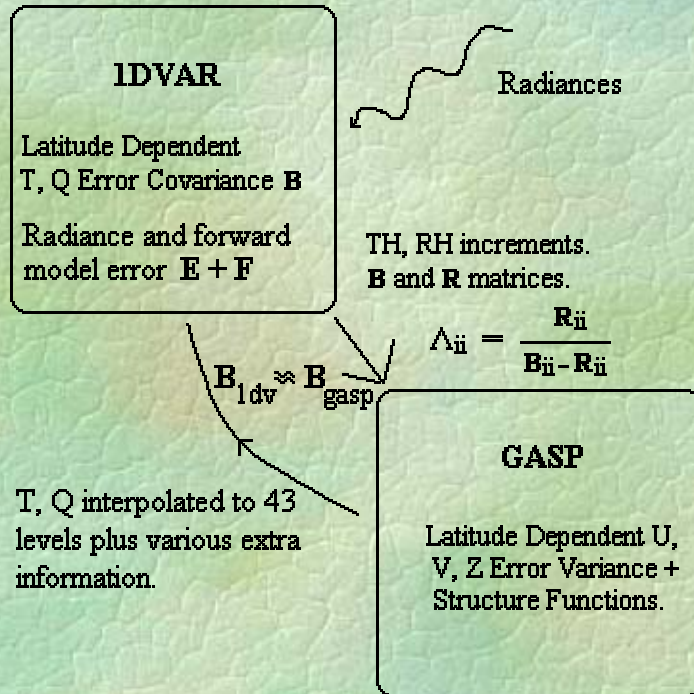 1DVAR
Radiances
Latitude Dependent
T, Q Error Covariance B
Radiance and forward
model error E + F
TH, RH increments.
B and R matrices.
Λii = Rii / Bii - Rii
B1dv ≈ Bgasp
GASP
T, Q interpolated to 43
levels plus various extra
information.
Latitude Dependent U,
V, Z Error Variance +
Structure Functions.